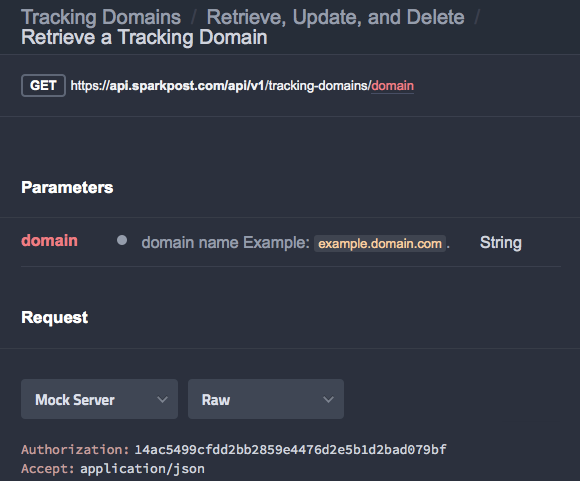 Tracking Domains / Retrieve, Update, and Delete /
Retrieve a Tracking Domain
GET https://api.sparkpost.com/api/v1/tracking-domains/domain
Parameters
domain domain name Example: example.domain.com. String
Request
Mock Server Raw
Authorization: 14ac5499cfdd2bb2859e4476d2e5b1d2bad079bf
Accept: application/json